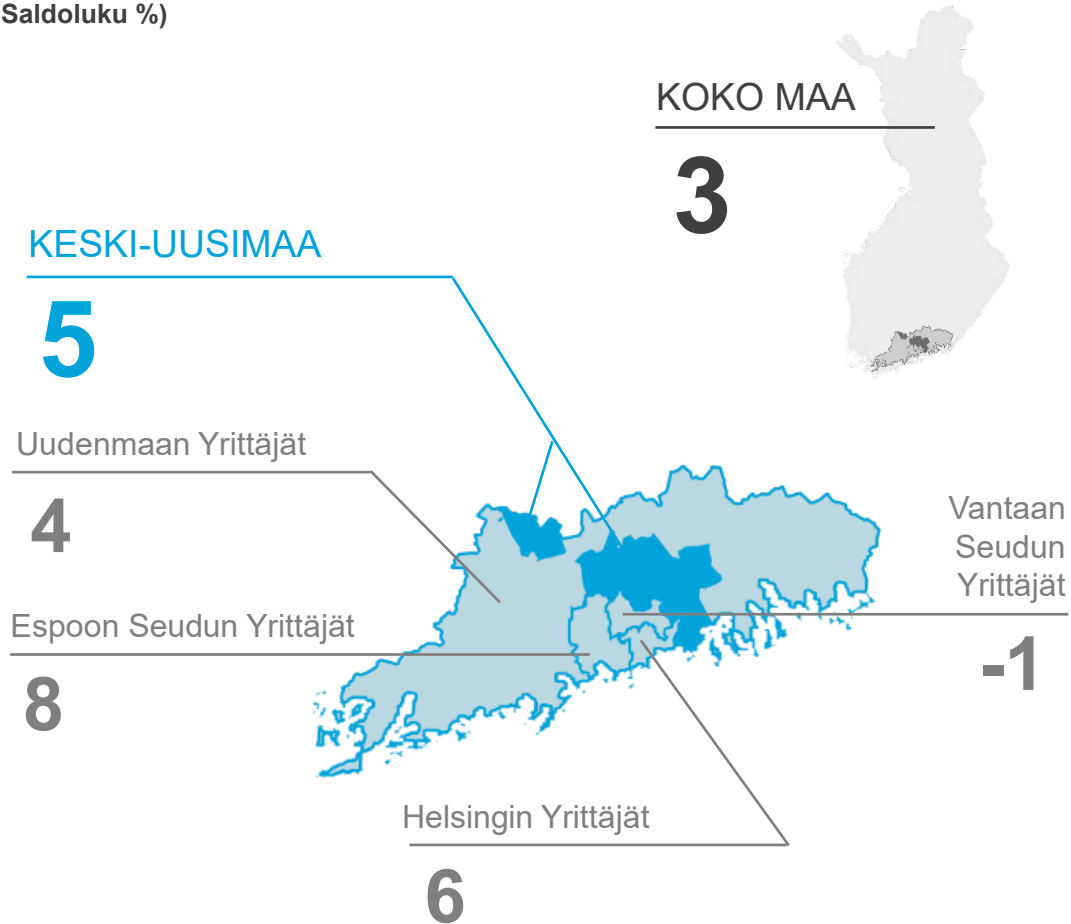 Saldoluku %)
KOKO MAA
3
KESKI-UUSIMAA
5
Uudenmaan Yrittäjät
4
Vantaan
Seudun
Yrittäjät
-1
Espoon Seudun Yrittäjät
8
Helsingin Yrittäjät
6